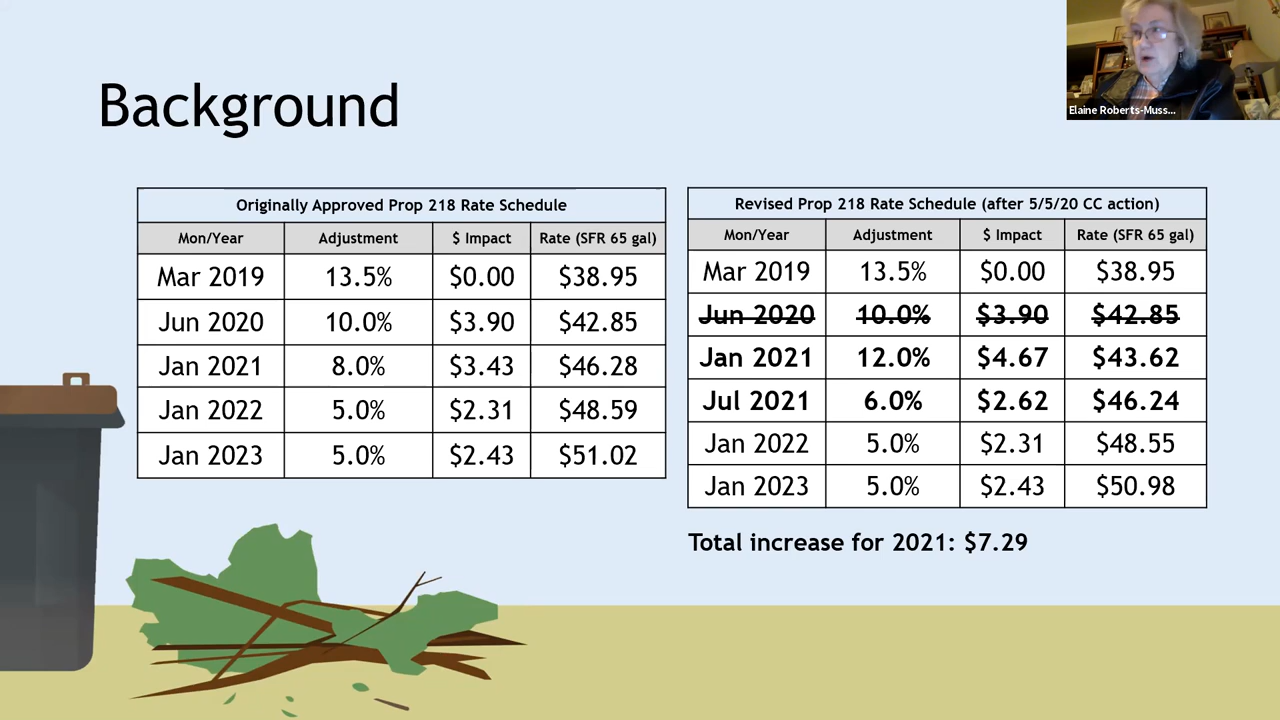 Background
Elaine Roberts-Muss...
Originally Approved Prop 218 Rate Schedule
Mon/Year Adjustment $ Impact Rate (SFR 65 gal)
Mar 2019 13.5% $0.00 $38.95
Jun 2020 10.0% $3.90 $42.85
Jan 2021 8.0% $3.43 $46.28
Jan 2022 5.0% $2.31 $48.59
Jan 2023 5.0% $2.43 $51.02
Revised Prop 218 Rate Schedule (after 5/5/20 CC action)
Mon/Year Adjustment $ Impact Rate (SFR 65 gal)
Mar 2019 13.5% $0.00 $38.95
Jun 2020 10.0% $3.90 $42.85
Jan 2021 12.0% $4.67 $43.62
Jul 2021 6.0% $2.62 $46.24
Jan 2022 5.0% $2.31 $48.55
Jan 2023 5.0% $2.43 $50.98
Total increase for 2021: $7.29